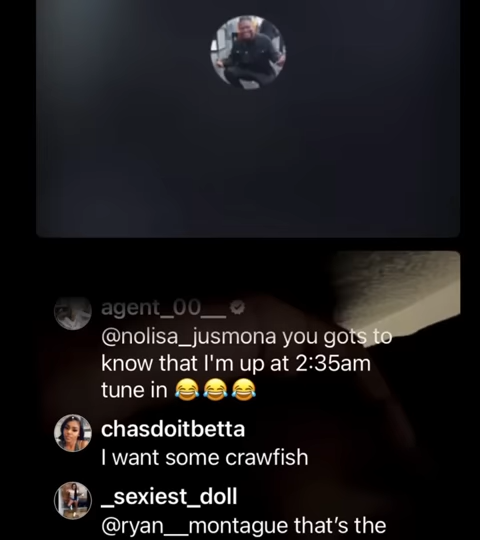 agent_00__
@nolisa_jusmona you gots to
know that I'm up at 2:35am
tune in 😂😂😂
chasdoitbetta
I want some crawfish
_sexiest_doll
@ryan__montague that's the